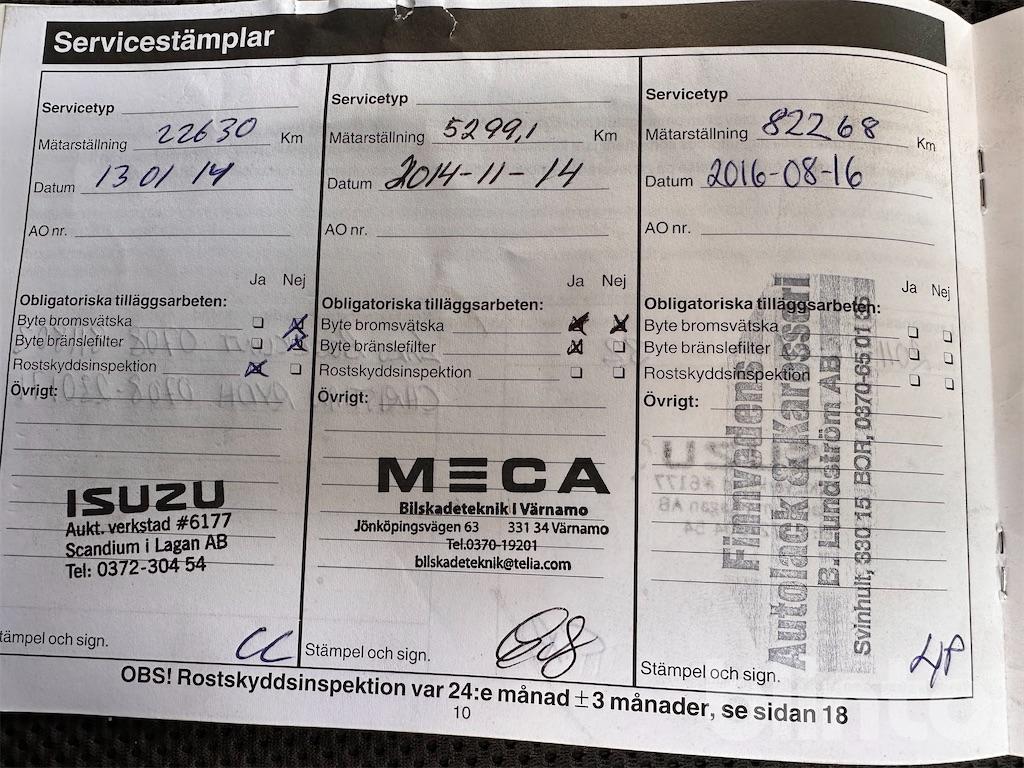 Servicestämplar
Servicetyp
Mätarställning 22630 Km
Datum 13 01 14
AO nr.
Ja Nej
Obligatoriska tilläggsarbeten:
Byte bromsvätska
Byte bränslefilter
Rostskyddsinspektion
Övrigt:
ISUZU
Aukt. verkstad #6177
Scandium i Lagan AB
Tel: 0372-304 54
tämpel och sign. CC
Servicetyp
Mätarställning 5299,1 Km
Datum 2014-11-14
AO nr.
Ja Nej
Obligatoriska tilläggsarbeten:
Byte bromsvätska
Byte bränslefilter
Rostskyddsinspektion
Övrigt:
MECA
Bilskadeteknik i Värnamo
Jönköpingsvägen 63 331 34 Värnamo
Tel.0370-19201
bilskadeteknik@telia.com
Stämpel och sign.
Servicetyp
Mätarställning 82268 Km
Datum 2016-08-16
AO nr.
Ja Nej
Obligatoriska tilläggsarbeten:
Byte bromsvätska
Byte bränslefilter
Rostskyddsinspektion
Övrigt:
Finnvedens
Autolack & Karosseri
B. Lundström AB
Svinhult, 330 15 BOR, 0370-65 01
Stämpel och sign. HP
OBS! Rostskyddsinspektion var 24:e månad ±3 månader, se sidan 18
10